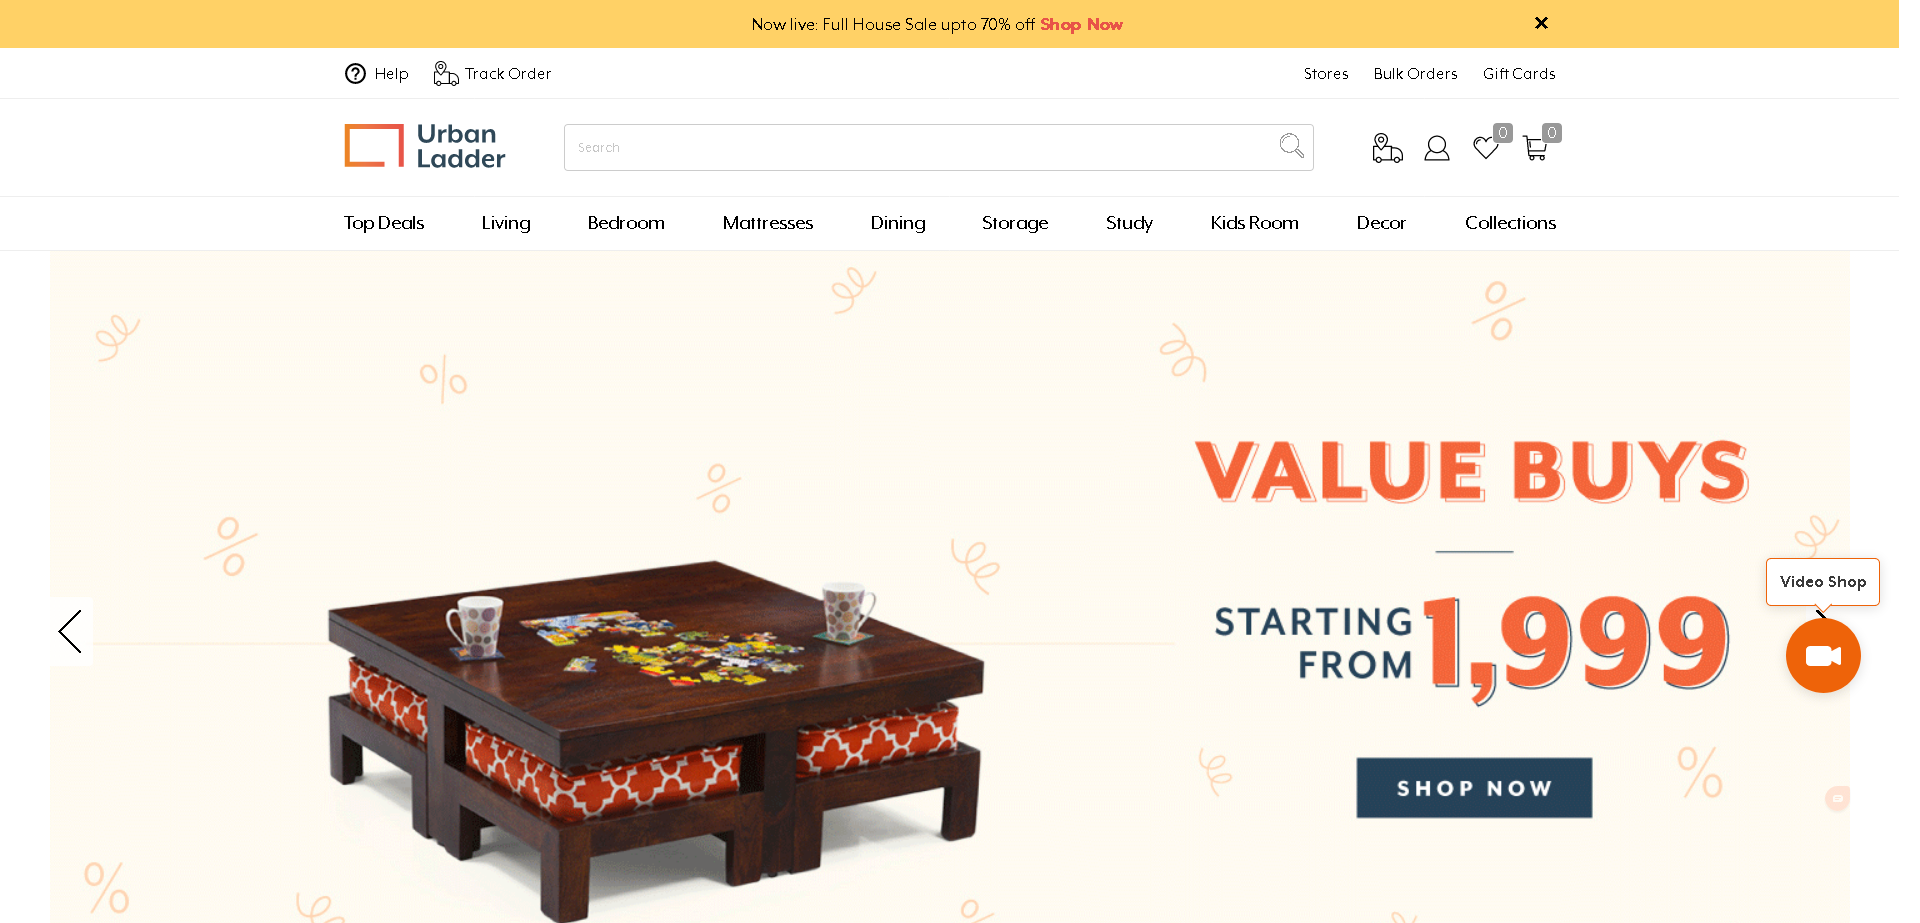 Now live: Full House Sale upto 70% off Shop Now
Help
Track Order
Stores
Bulk Orders
Gift Cards
Urban
Ladder
Search
0
0
Top Deals
Living
Bedroom
Mattresses
Dining
Storage
Study
Kids Room
Decor
Collections
VALUE BUYS
STARTING
FROM
1,999
SHOP NOW
Video Shop